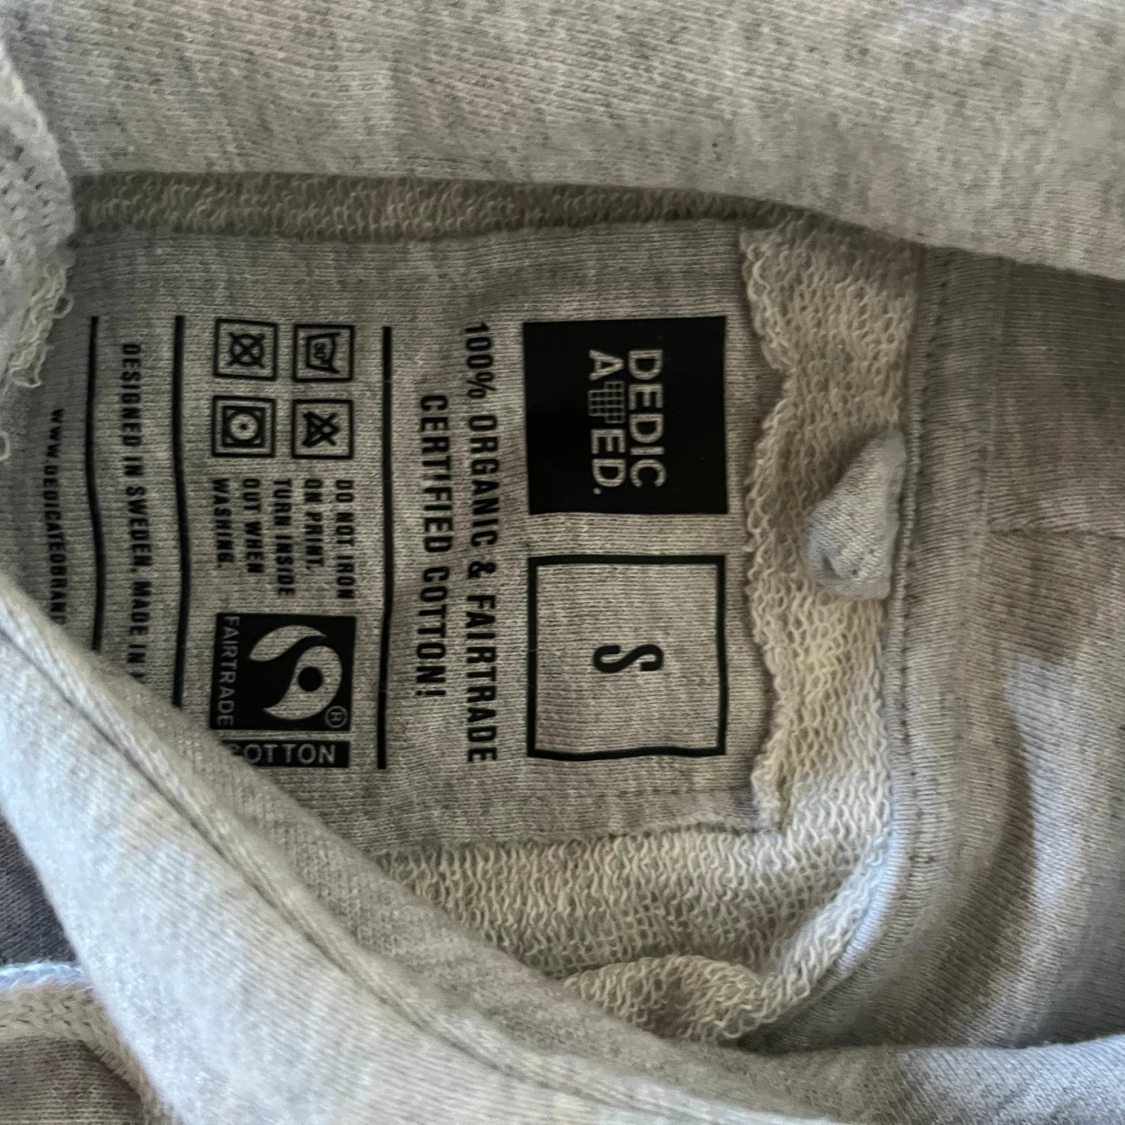 DEDIC
A ED.
S
100% ORGANIC & FAIRTRADE
CERTIFIED COTTON!
DO NOT IRON
ON PRINT.
TURN INSIDE
OUT WHEN
WASHING.
FAIRTRADE
®
COTTON
DESIGNED IN SWEDEN, MADE IN
WWW.DEDICATEDBRAND